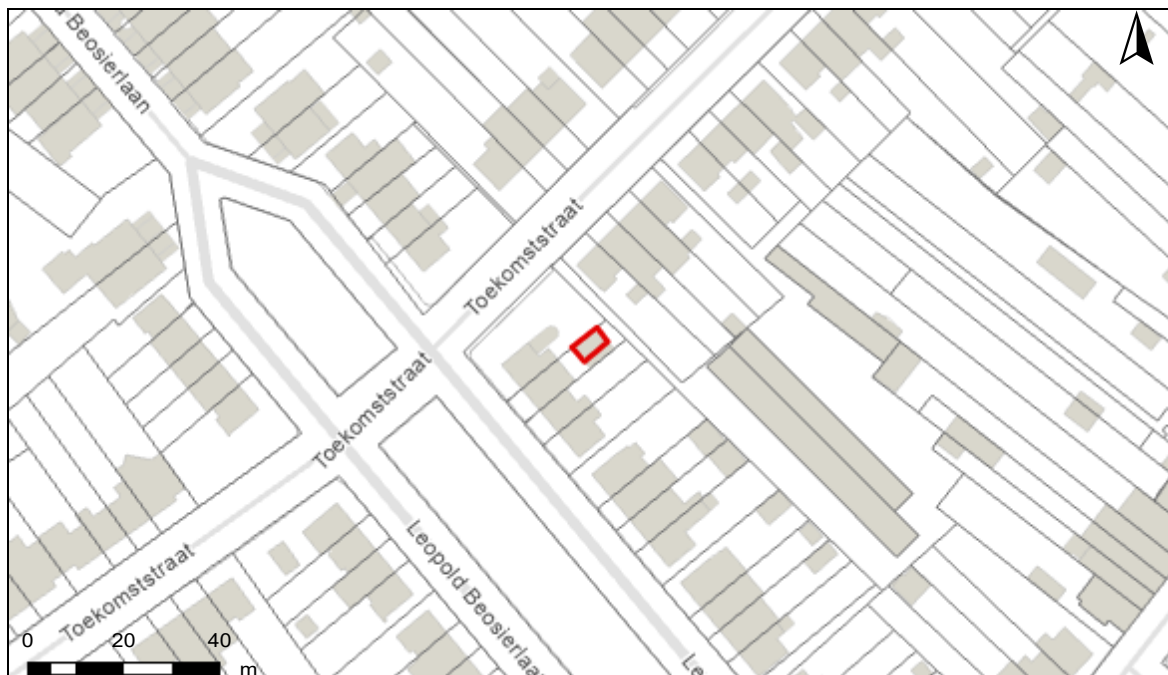 Beosierlaan
Toekomststraat
Toekomststraat
Leopold Beosierlaan
Toekomststraat
0 20 40
m